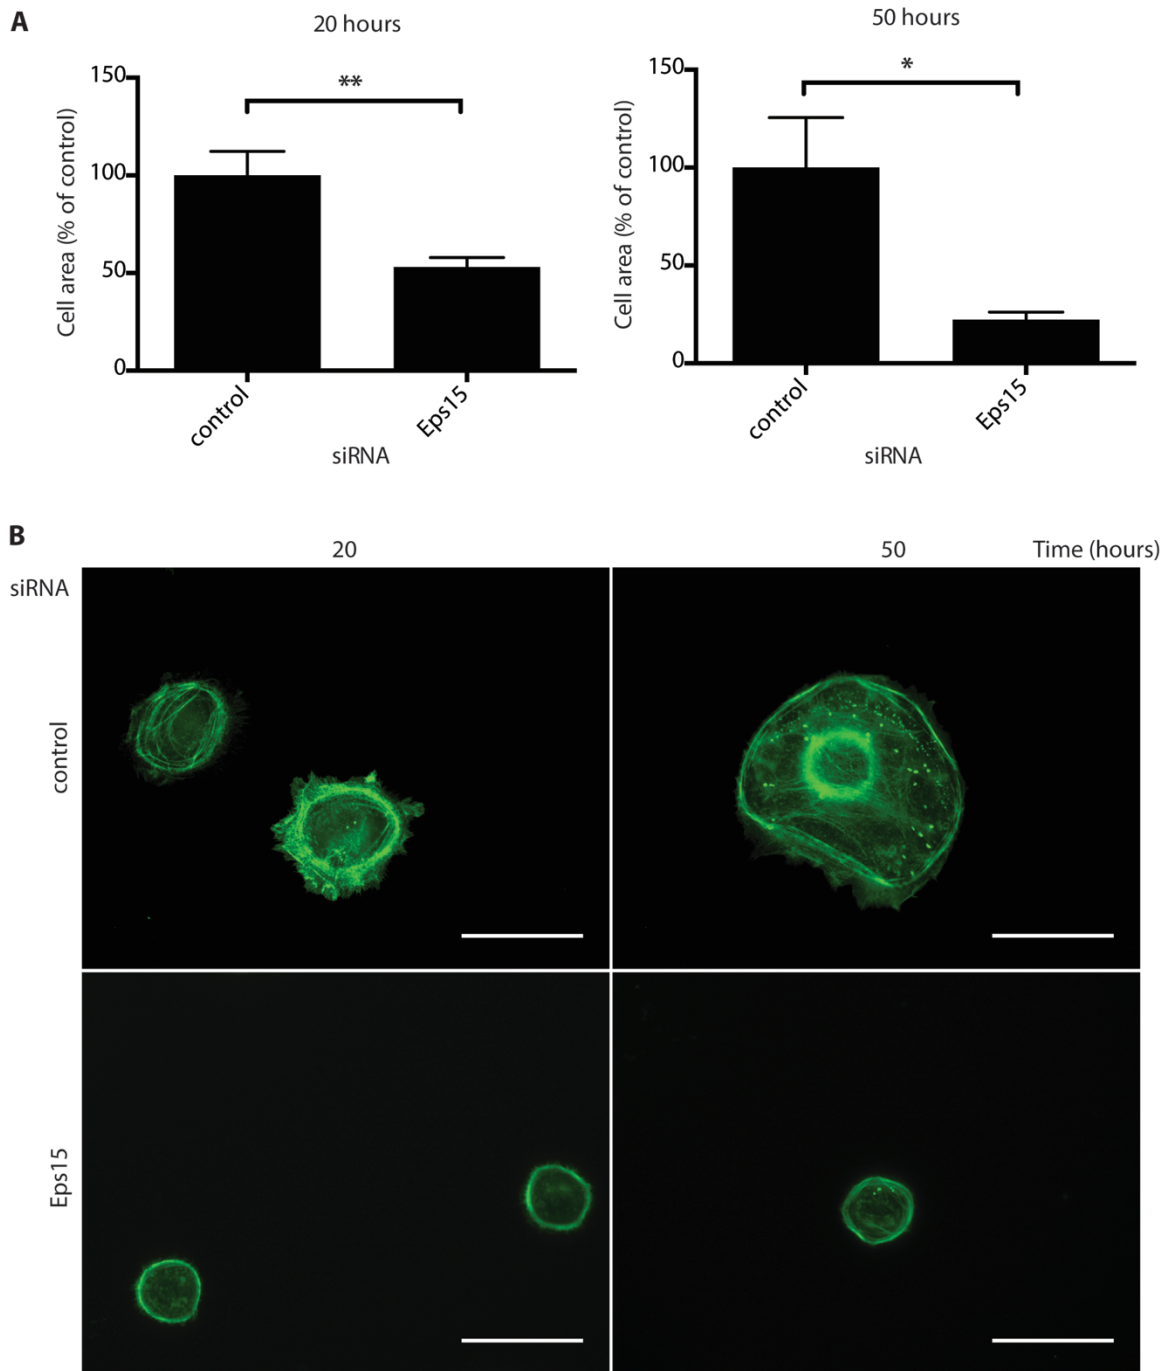 A
20 hours
50 hours
Cell area (% of control)
150
100
50
0
**
control
Eps15
siRNA
Cell area (% of control)
150
100
50
0
*
control
Eps15
siRNA
B
20
50
Time (hours)
siRNA
control
Eps15